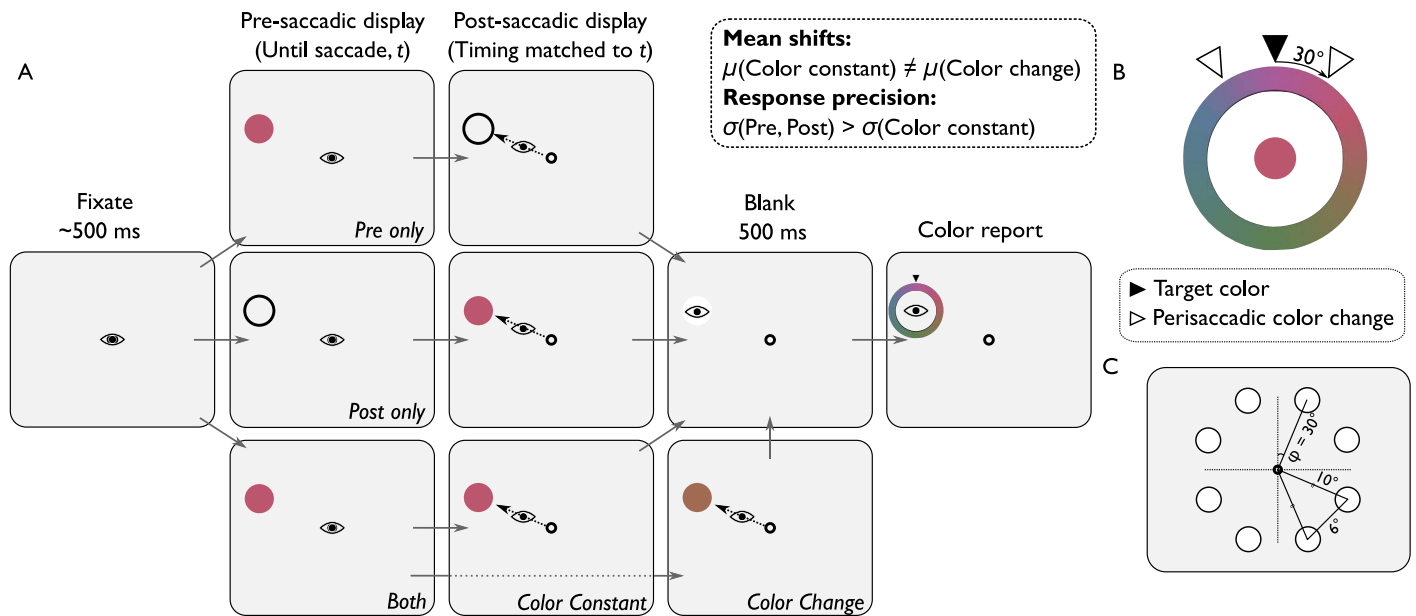 A
Pre-saccadic display
(Until saccade, t)
Post-saccadic display
(Timing matched to t)
Mean shifts:
μ(Color constant) ≠ μ(Color change)
Response precision:
σ(Pre, Post) > σ(Color constant)
B
30°
Fixate
~500 ms
Pre only
Blank
500 ms
Color report
Post only
Both
Color Constant
Color Change
▶ Target color
▷ Perisaccadic color change
C
φ = 30°
10°
6°